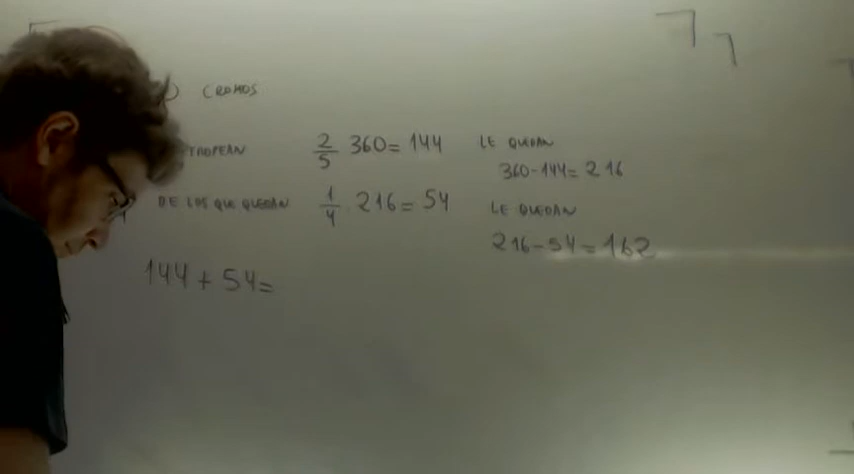 ) CROMOS
TROPEAN 2/5 360 = 144 LE QUEDAN
360 - 144 = 216
DE LOS QUE QUEDAN 1/4 · 216 = 54 LE QUEDAN
216 - 54 = 162
144 + 54 =